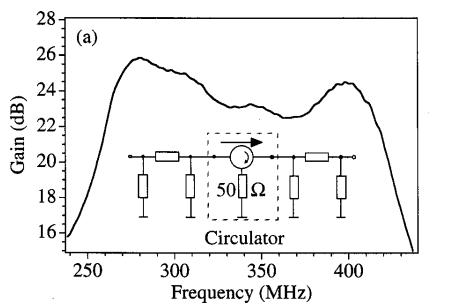 28
26
24
22
20
18
16
Gain (dB)
(a)
50 Ω
Circulator
250
300
350
400
Frequency (MHz)